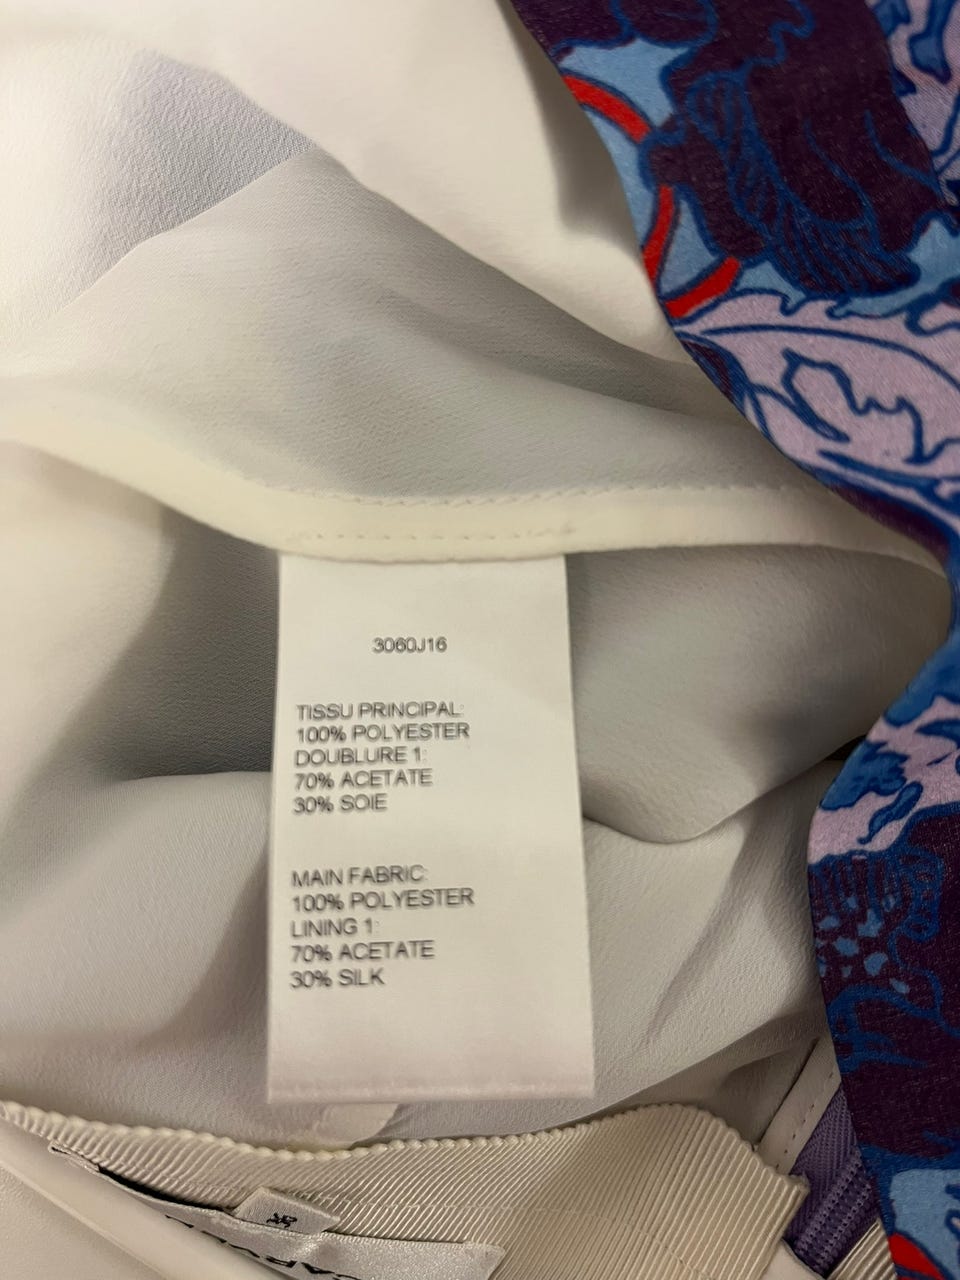 3060J16
TISSU PRINCIPAL:
100% POLYESTER
DOUBLURE 1:
70% ACETATE
30% SOIE
MAIN FABRIC:
100% POLYESTER
LINING 1:
70% ACETATE
30% SILK